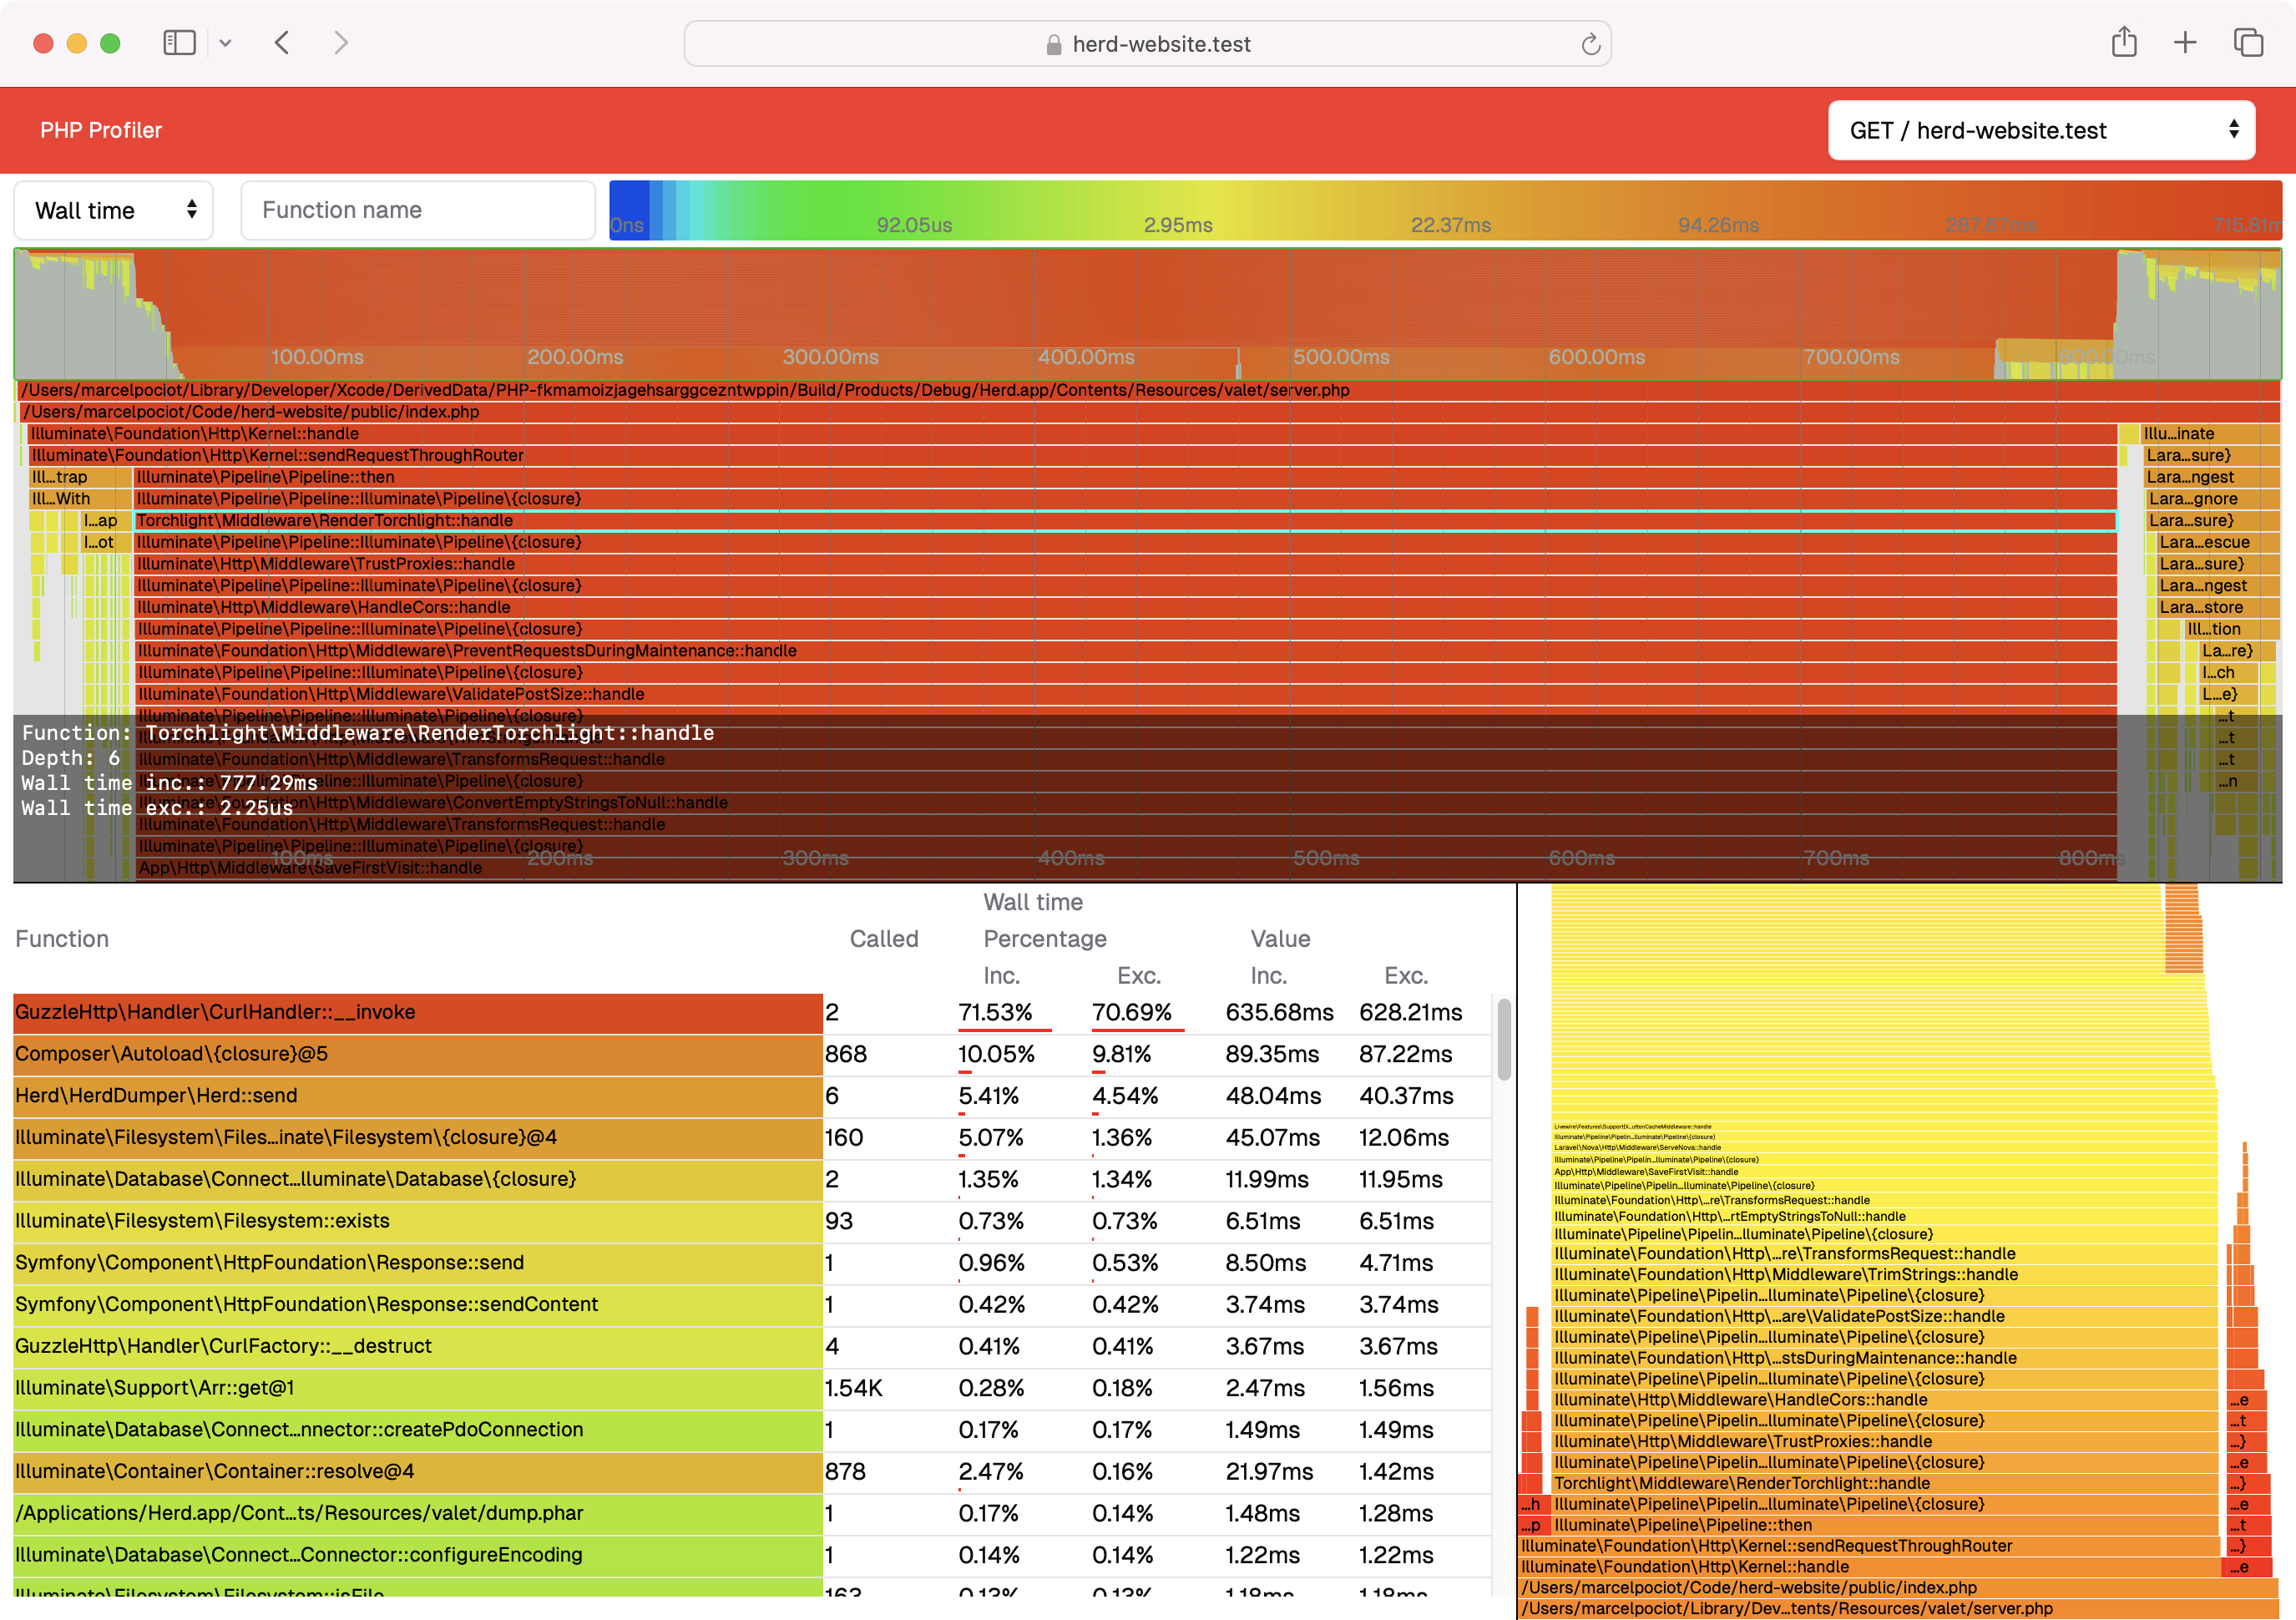 herd-website.test
PHP Profiler
GET / herd-website.test
Wall time
Function name
0ns 92.05us 2.95ms 22.37ms 94.26ms 287.67ms 715.81m
100.00ms 200.00ms 300.00ms 400.00ms 500.00ms 600.00ms 700.00ms 800.00ms
/Users/marcelpociot/Library/Developer/Xcode/DerivedData/PHP-fkmamoizjagehsarggcezntwppin/Build/Products/Debug/Herd.app/Contents/Resources/valet/server.php
/Users/marcelpociot/Code/herd-website/public/index.php
Illuminate\Foundation\Http\Kernel::handle Illu…inate
Illuminate\Foundation\Http\Kernel::sendRequestThroughRouter Lara…sure}
Ill…trap Illuminate\Pipeline\Pipeline::then Lara…ngest
Ill…With Illuminate\Pipeline\Pipeline::Illuminate\Pipeline\{closure} Lara…gnore
I…ap Torchlight\Middleware\RenderTorchlight::handle Lara…sure}
I…ot Illuminate\Pipeline\Pipeline::Illuminate\Pipeline\{closure} Lara…escue
Illuminate\Http\Middleware\TrustProxies::handle Lara…sure}
Illuminate\Pipeline\Pipeline::Illuminate\Pipeline\{closure} Lara…ngest
Illuminate\Http\Middleware\HandleCors::handle Lara…store
Illuminate\Pipeline\Pipeline::Illuminate\Pipeline\{closure} Ill…tion
Illuminate\Foundation\Http\Middleware\PreventRequestsDuringMaintenance::handle La…re}
Illuminate\Pipeline\Pipeline::Illuminate\Pipeline\{closure} I…ch
Illuminate\Foundation\Http\Middleware\ValidatePostSize::handle L…e}
Illuminate\Pipeline\Pipeline::Illuminate\Pipeline\{closure} …t
Function: Torchlight\Middleware\RenderTorchlight::handle
…t
Depth: 6
Illuminate\Foundation\Http\Middleware\TransformsRequest::handle …t
Wall time inc.: 777.29ms
Illuminate\Pipeline\Pipeline::Illuminate\Pipeline\{closure} …n
Wall time exc.: 2.25us
Illuminate\Foundation\Http\Middleware\ConvertEmptyStringsToNull::handle
Illuminate\Foundation\Http\Middleware\TransformsRequest::handle
Illuminate\Pipeline\Pipeline::Illuminate\Pipeline\{closure}
100ms 200ms 300ms 400ms 500ms 600ms 700ms 800ms
App\Http\Middleware\SaveFirstVisit::handle
Wall time
Function Called Percentage Value
Inc. Exc. Inc. Exc.
GuzzleHttp\Handler\CurlHandler::__invoke 2 71.53% 70.69% 635.68ms 628.21ms
Composer\Autoload\{closure}@5 868 10.05% 9.81% 89.35ms 87.22ms
Herd\HerdDumper\Herd::send 6 5.41% 4.54% 48.04ms 40.37ms
Illuminate\Filesystem\Files…inate\Filesystem\{closure}@4 160 5.07% 1.36% 45.07ms 12.06ms
Illuminate\Database\Connect…lluminate\Database\{closure} 2 1.35% 1.34% 11.99ms 11.95ms
Illuminate\Filesystem\Filesystem::exists 93 0.73% 0.73% 6.51ms 6.51ms
Symfony\Component\HttpFoundation\Response::send 1 0.96% 0.53% 8.50ms 4.71ms
Symfony\Component\HttpFoundation\Response::sendContent 1 0.42% 0.42% 3.74ms 3.74ms
GuzzleHttp\Handler\CurlFactory::__destruct 4 0.41% 0.41% 3.67ms 3.67ms
Illuminate\Support\Arr::get@1 1.54K 0.28% 0.18% 2.47ms 1.56ms
Illuminate\Database\Connect…nnector::createPdoConnection 1 0.17% 0.17% 1.49ms 1.49ms
Illuminate\Container\Container::resolve@4 878 2.47% 0.16% 21.97ms 1.42ms
/Applications/Herd.app/Cont…ts/Resources/valet/dump.phar 1 0.17% 0.14% 1.48ms 1.28ms
Illuminate\Database\Connect…Connector::configureEncoding 1 0.14% 0.14% 1.22ms 1.22ms
Illuminate\Filesystem\Filesystem::isFile 163 0.13% 0.13% 1.18ms 1.18ms
Livewire\Features\SupportDi…uttonCacheMiddleware::handle
Illuminate\Pipeline\Pipelin…lluminate\Pipeline\{closure}
Laravel\Nova\Http\Middleware\ServeNova::handle
Illuminate\Pipeline\Pipelin…lluminate\Pipeline\{closure}
App\Http\Middleware\SaveFirstVisit::handle
Illuminate\Pipeline\Pipelin…lluminate\Pipeline\{closure}
Illuminate\Foundation\Http\…re\TransformsRequest::handle
Illuminate\Foundation\Http\…rtEmptyStringsToNull::handle
Illuminate\Pipeline\Pipelin…lluminate\Pipeline\{closure}
Illuminate\Foundation\Http\…re\TransformsRequest::handle
Illuminate\Foundation\Http\Middleware\TrimStrings::handle
Illuminate\Pipeline\Pipelin…lluminate\Pipeline\{closure}
Illuminate\Foundation\Http\…are\ValidatePostSize::handle
Illuminate\Pipeline\Pipelin…lluminate\Pipeline\{closure}
Illuminate\Foundation\Http\…stsDuringMaintenance::handle
Illuminate\Pipeline\Pipelin…lluminate\Pipeline\{closure}
Illuminate\Http\Middleware\HandleCors::handle …e
Illuminate\Pipeline\Pipelin…lluminate\Pipeline\{closure} …t
Illuminate\Http\Middleware\TrustProxies::handle …}
Illuminate\Pipeline\Pipelin…lluminate\Pipeline\{closure} …e
Torchlight\Middleware\RenderTorchlight::handle …}
…h Illuminate\Pipeline\Pipelin…lluminate\Pipeline\{closure} …e
…p Illuminate\Pipeline\Pipeline::then …t
Illuminate\Foundation\Http\Kernel::sendRequestThroughRouter …}
Illuminate\Foundation\Http\Kernel::handle …e
/Users/marcelpociot/Code/herd-website/public/index.php
/Users/marcelpociot/Library/Dev…tents/Resources/valet/server.php